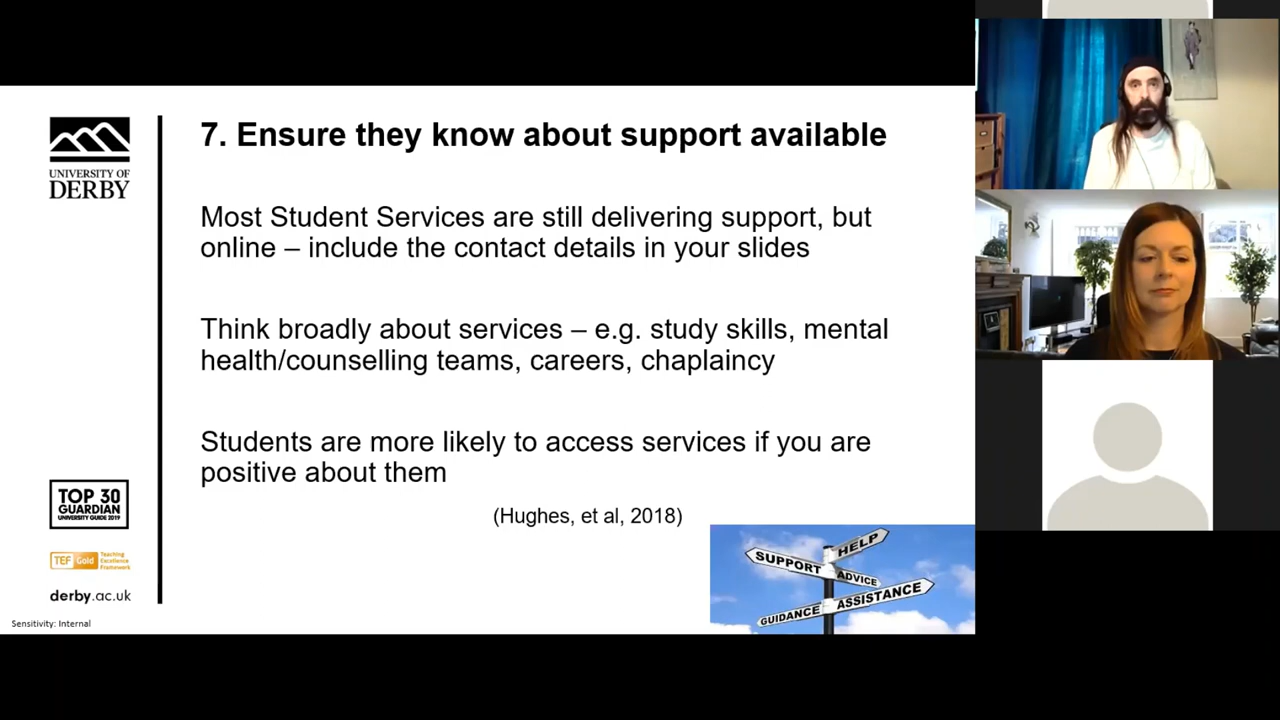 7. Ensure they know about support available
UNIVERSITY OF
DERBY
Most Student Services are still delivering support, but
online – include the contact details in your slides
Think broadly about services – e.g. study skills, mental
health/counselling teams, careers, chaplaincy
Students are more likely to access services if you are
positive about them
(Hughes, et al, 2018)
TOP 30
GUARDIAN
UNIVERSITY GUIDE 2019
TEF Gold
Teaching
Excellence
Framework
derby.ac.uk
HELP
SUPPORT
ADVICE
ASSISTANCE
GUIDANCE
Sensitivity: Internal